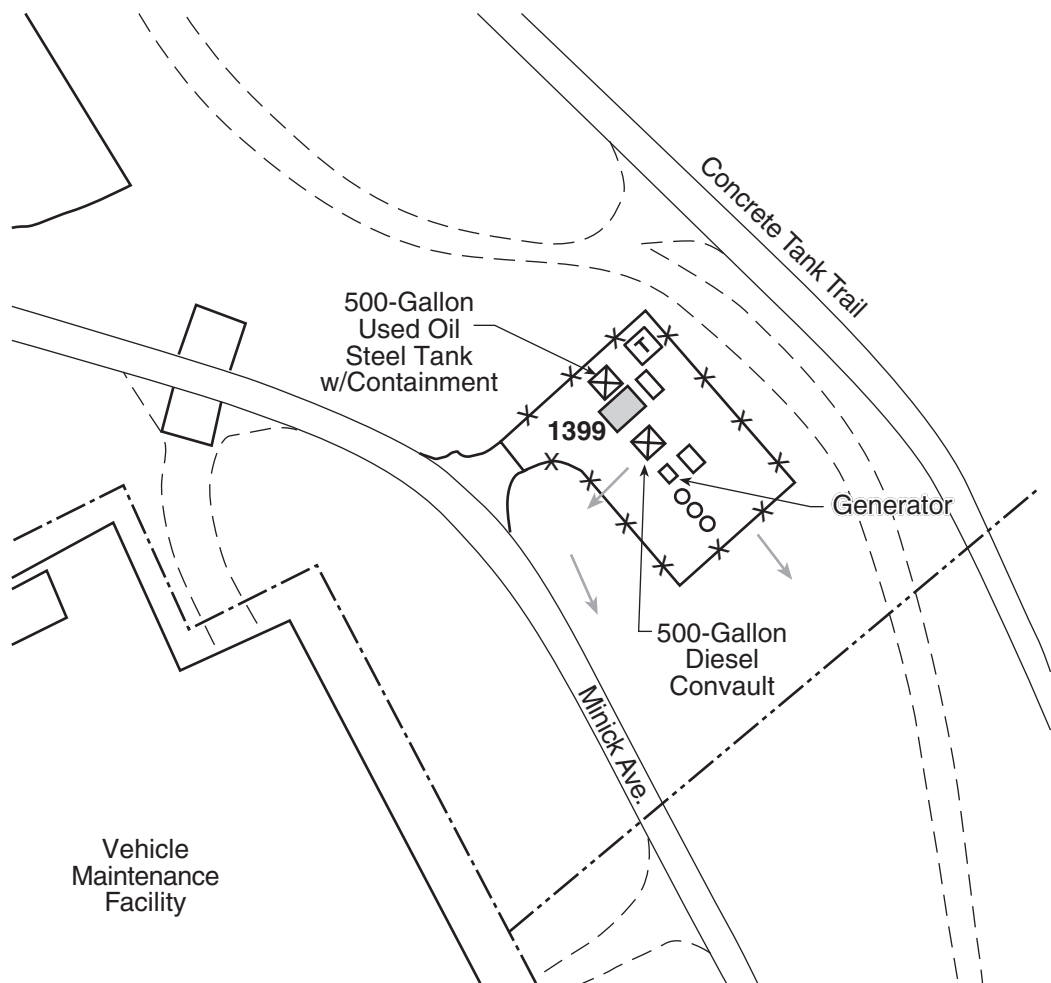 Concrete Tank Trail
500-Gallon
Used Oil
Steel Tank
w/Containment
T
1399
Generator
500-Gallon
Diesel
Convault
Minick Ave.
Vehicle
Maintenance
Facility